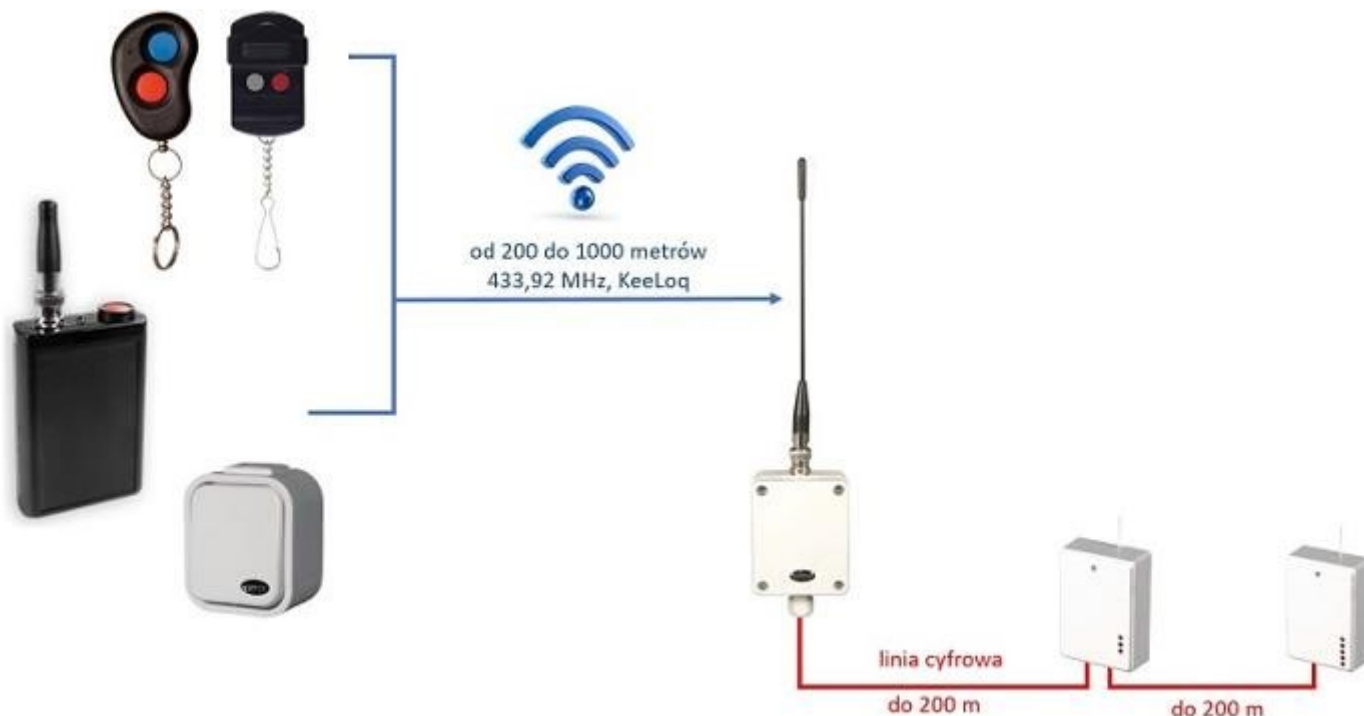 od 200 do 1000 metrów
433,92 MHz, KeeLoq
linia cyfrowa
do 200 m
do 200 m